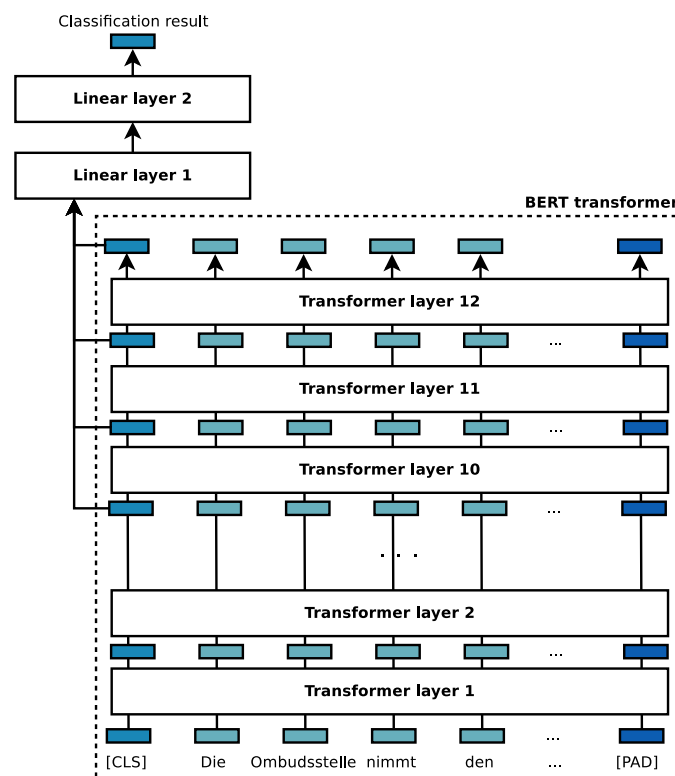 Classification result
Linear layer 2
Linear layer 1
BERT transformer
Transformer layer 12
...
Transformer layer 11
...
Transformer layer 10
...
. . .
Transformer layer 2
...
Transformer layer 1
...
[CLS] Die Ombudsstelle nimmt den ... [PAD]